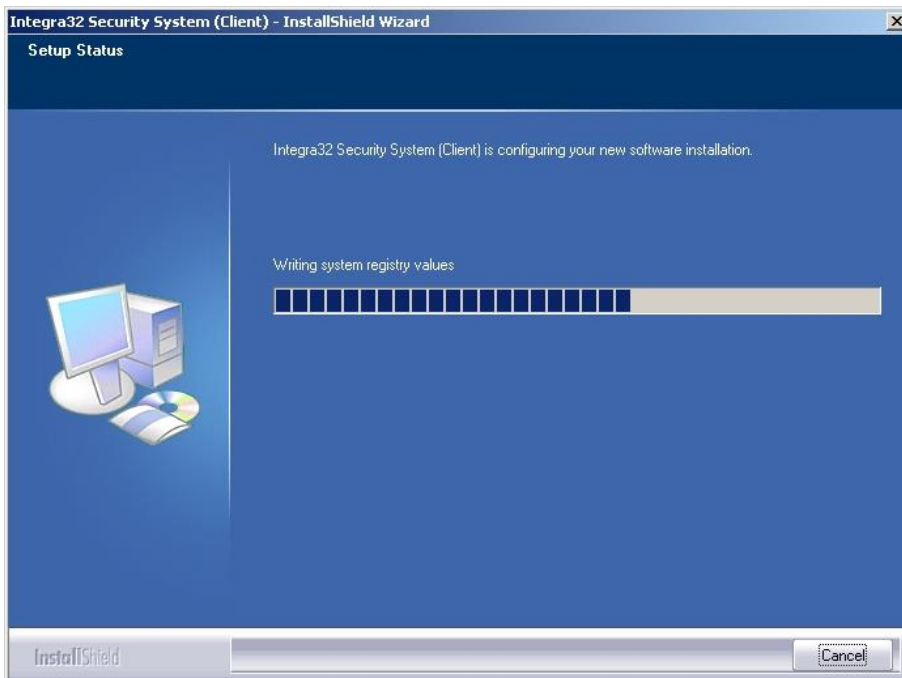 Integra32 Security System (Client) - InstallShield Wizard
Setup Status
Integra32 Security System (Client) is configuring your new software installation.
Writing system registry values
InstallShield
Cancel